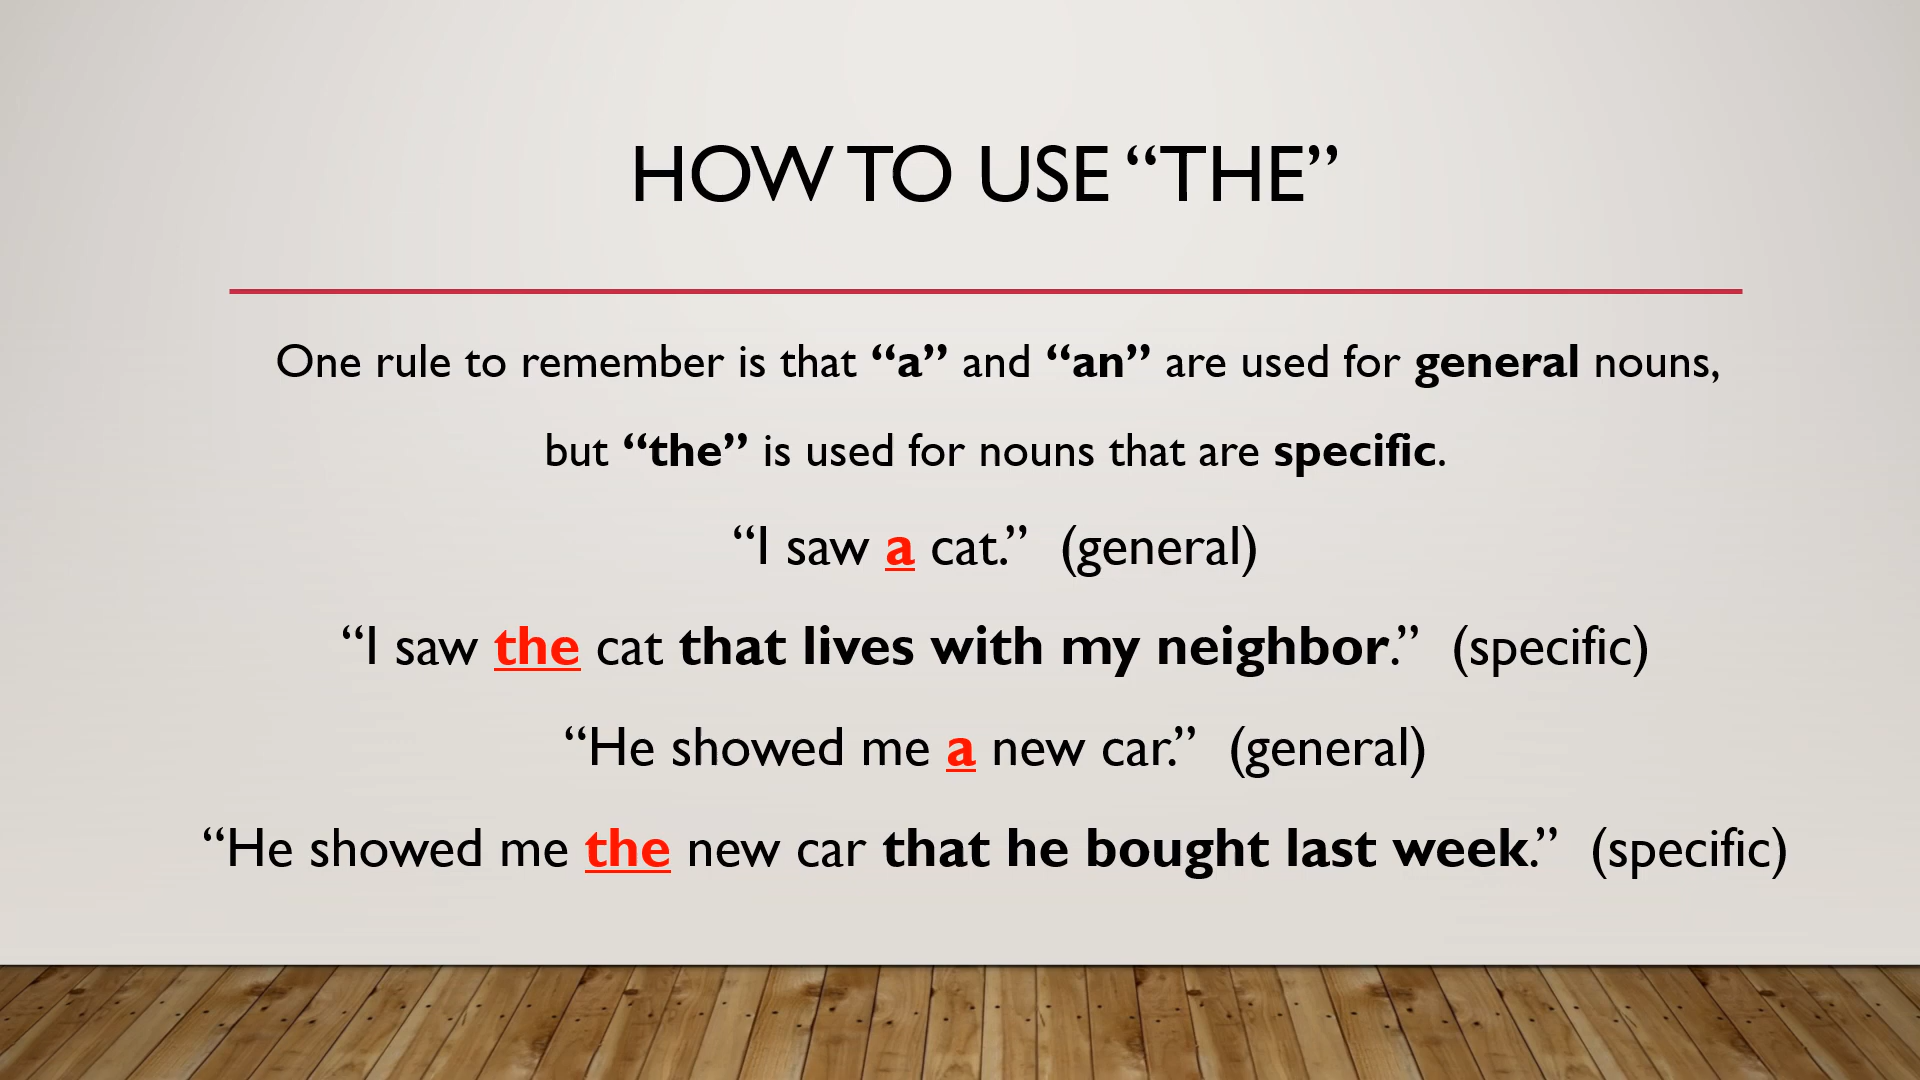 HOW TO USE “THE”
One rule to remember is that “a” and “an” are used for general nouns,
but “the” is used for nouns that are specific.
“I saw a cat.”  (general)
“I saw the cat that lives with my neighbor.”  (specific)
“He showed me a new car.”  (general)
“He showed me the new car that he bought last week.”  (specific)